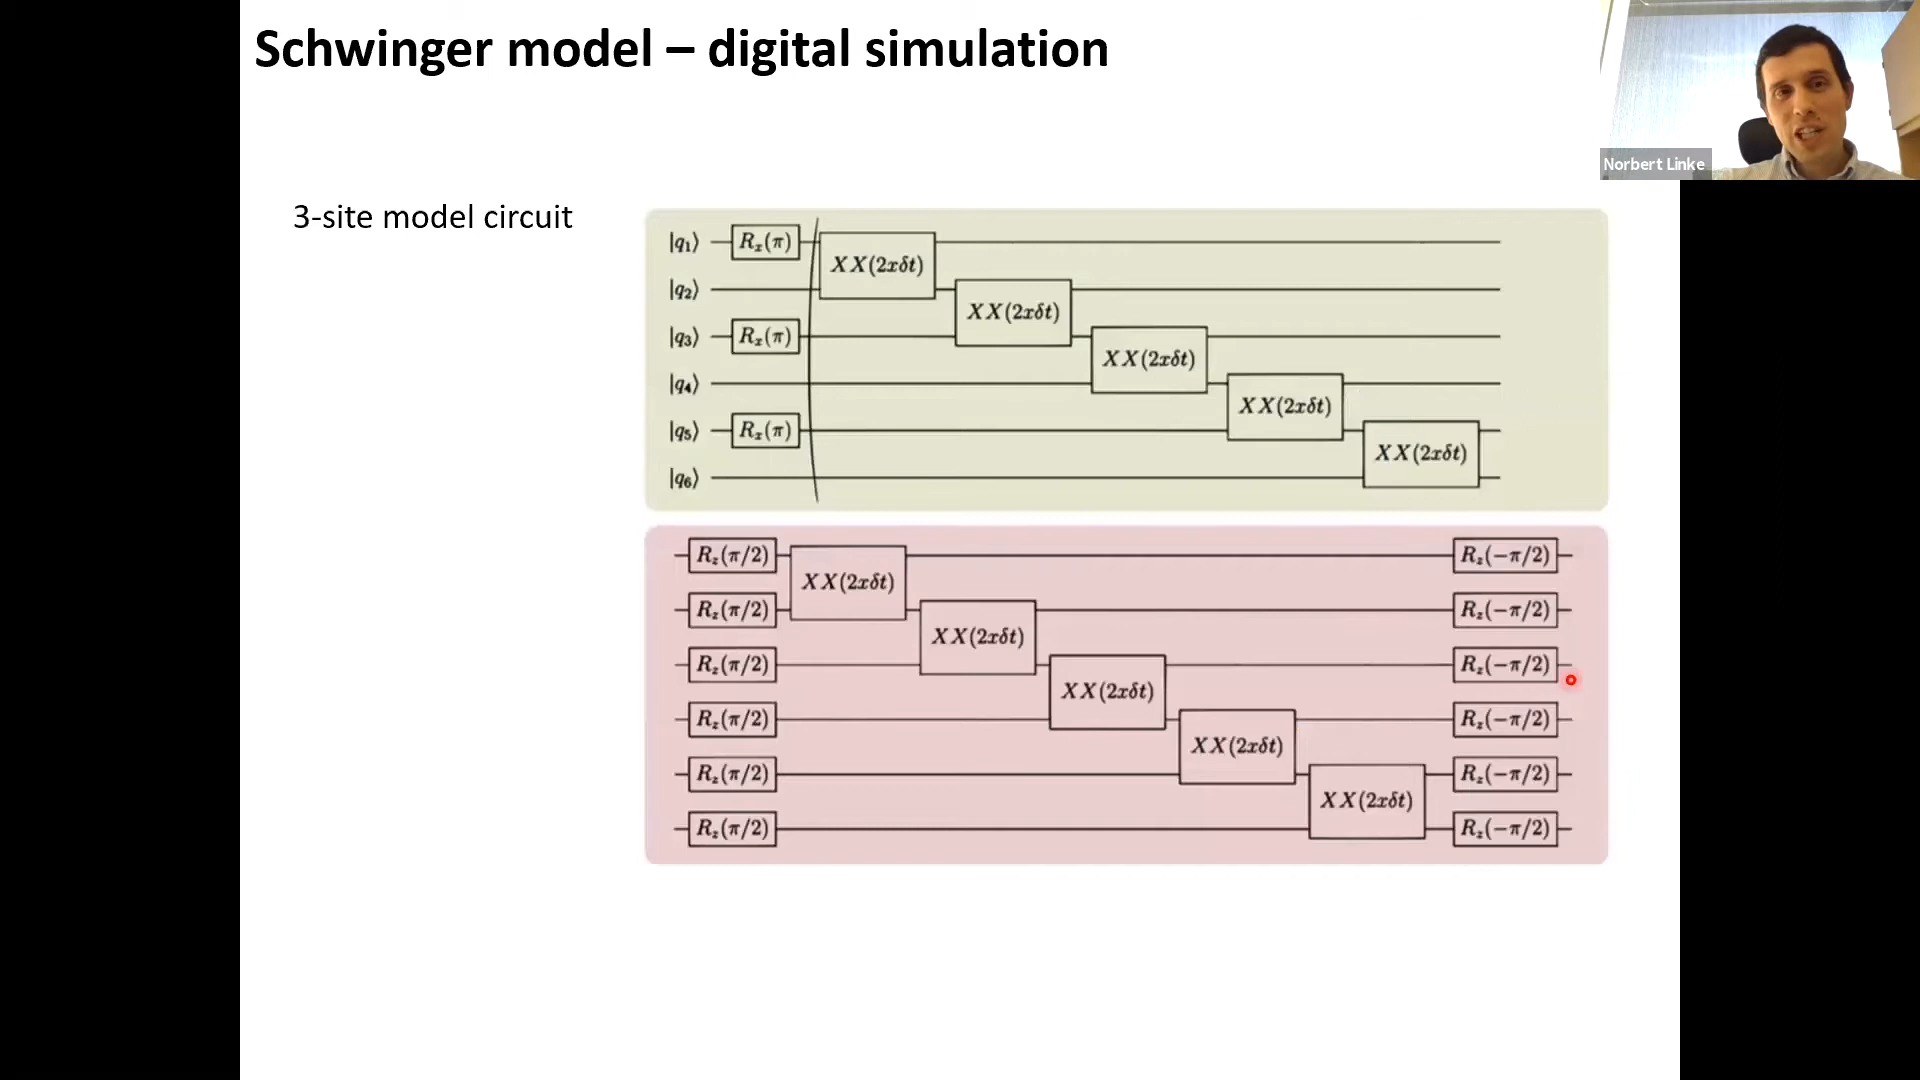 Schwinger model – digital simulation
Norbert Linke
3-site model circuit
|q₁⟩ Rₓ(π) XX(2xδt)
|q₂⟩ XX(2xδt)
|q₃⟩ Rₓ(π) XX(2xδt)
|q₄⟩ XX(2xδt)
|q₅⟩ Rₓ(π) XX(2xδt)
|q₆⟩
R_z(π/2) XX(2xδt) R_z(−π/2)
R_z(π/2) XX(2xδt) R_z(−π/2)
R_z(π/2) XX(2xδt) R_z(−π/2)
R_z(π/2) XX(2xδt) R_z(−π/2)
R_z(π/2) XX(2xδt) R_z(−π/2)
R_z(π/2) R_z(−π/2)